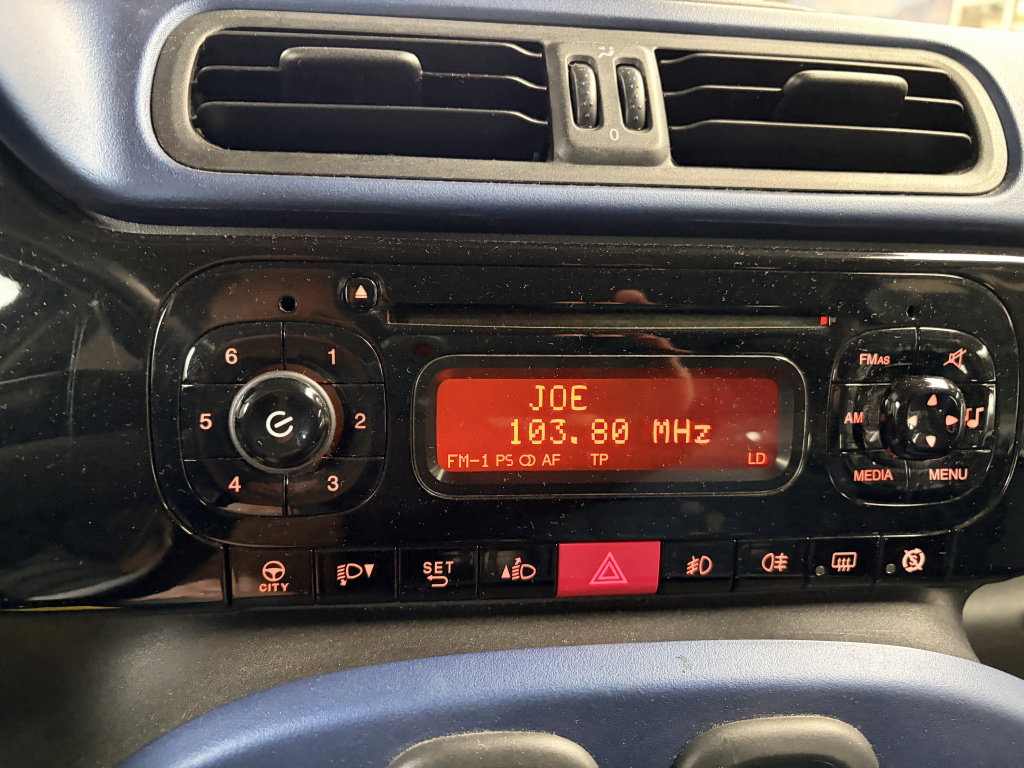 0
6 1
5 2
4 3
JOE
103.80 MHz
FM-1 PS AF TP LD
FMAS
AM
MEDIA MENU
CITY
SET